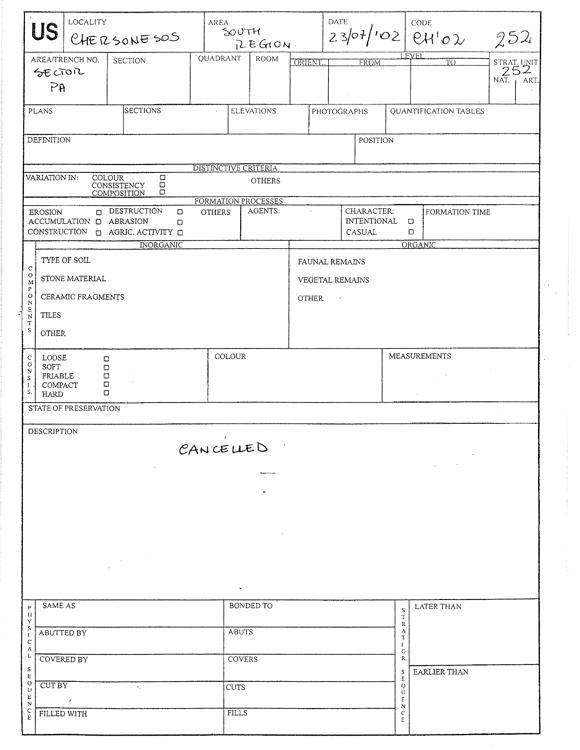 US
LOCALITY
CHERSONESOS
AREA
SOUTH
REGION
DATE
23/07/'02
CODE
CH'02 252
AREA/TRENCH NO.
SECTOR
PA
SECTION
QUADRANT
ROOM
LEVEL
ORIENT. FROM TO
STRAT. UNIT
252
NAT. ART.
PLANS
SECTIONS
ELEVATIONS
PHOTOGRAPHS
QUANTIFICATION TABLES
DEFINITION
POSITION
DISTINCTIVE CRITERIA
VARIATION IN: COLOUR
CONSISTENCY
COMPOSITION
OTHERS
FORMATION PROCESSES
EROSION DESTRUCTION OTHERS
ACCUMULATION ABRASION
CONSTRUCTION AGRIC. ACTIVITY
AGENTS:
CHARACTER:
INTENTIONAL
CASUAL
FORMATION TIME
COMPONENTS
INORGANIC
TYPE OF SOIL
STONE MATERIAL
CERAMIC FRAGMENTS
TILES
OTHER
ORGANIC
FAUNAL REMAINS
VEGETAL REMAINS
OTHER
CONSIS.
LOOSE
SOFT
FRIABLE
COMPACT
HARD
COLOUR
MEASUREMENTS
STATE OF PRESERVATION
DESCRIPTION
CANCELLED
PHYSICAL SEQUENCE
SAME AS BONDED TO
ABUTTED BY ABUTS
COVERED BY COVERS
CUT BY CUTS
FILLED WITH FILLS
STRATIGR. SEQUENCE
LATER THAN
EARLIER THAN